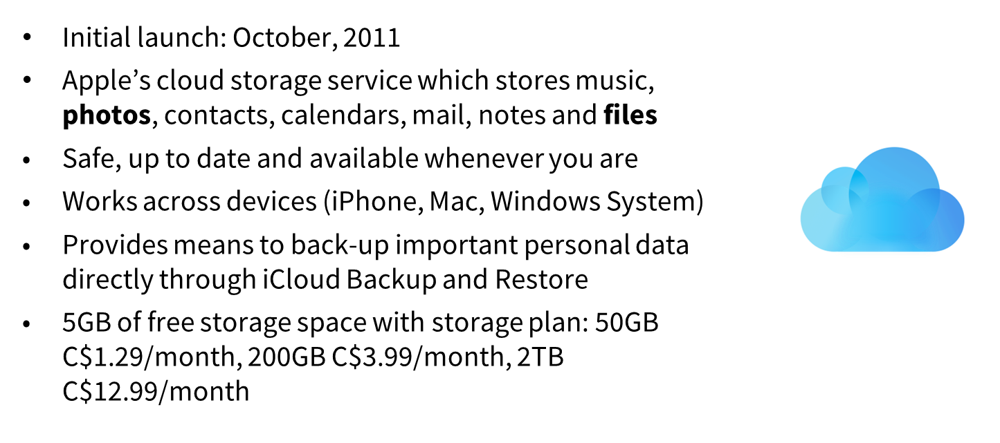 • Initial launch: October, 2011
• Apple’s cloud storage service which stores music,
photos, contacts, calendars, mail, notes and files
• Safe, up to date and available whenever you are
• Works across devices (iPhone, Mac, Windows System)
• Provides means to back-up important personal data
directly through iCloud Backup and Restore
• 5GB of free storage space with storage plan: 50GB
C$1.29/month, 200GB C$3.99/month, 2TB
C$12.99/month